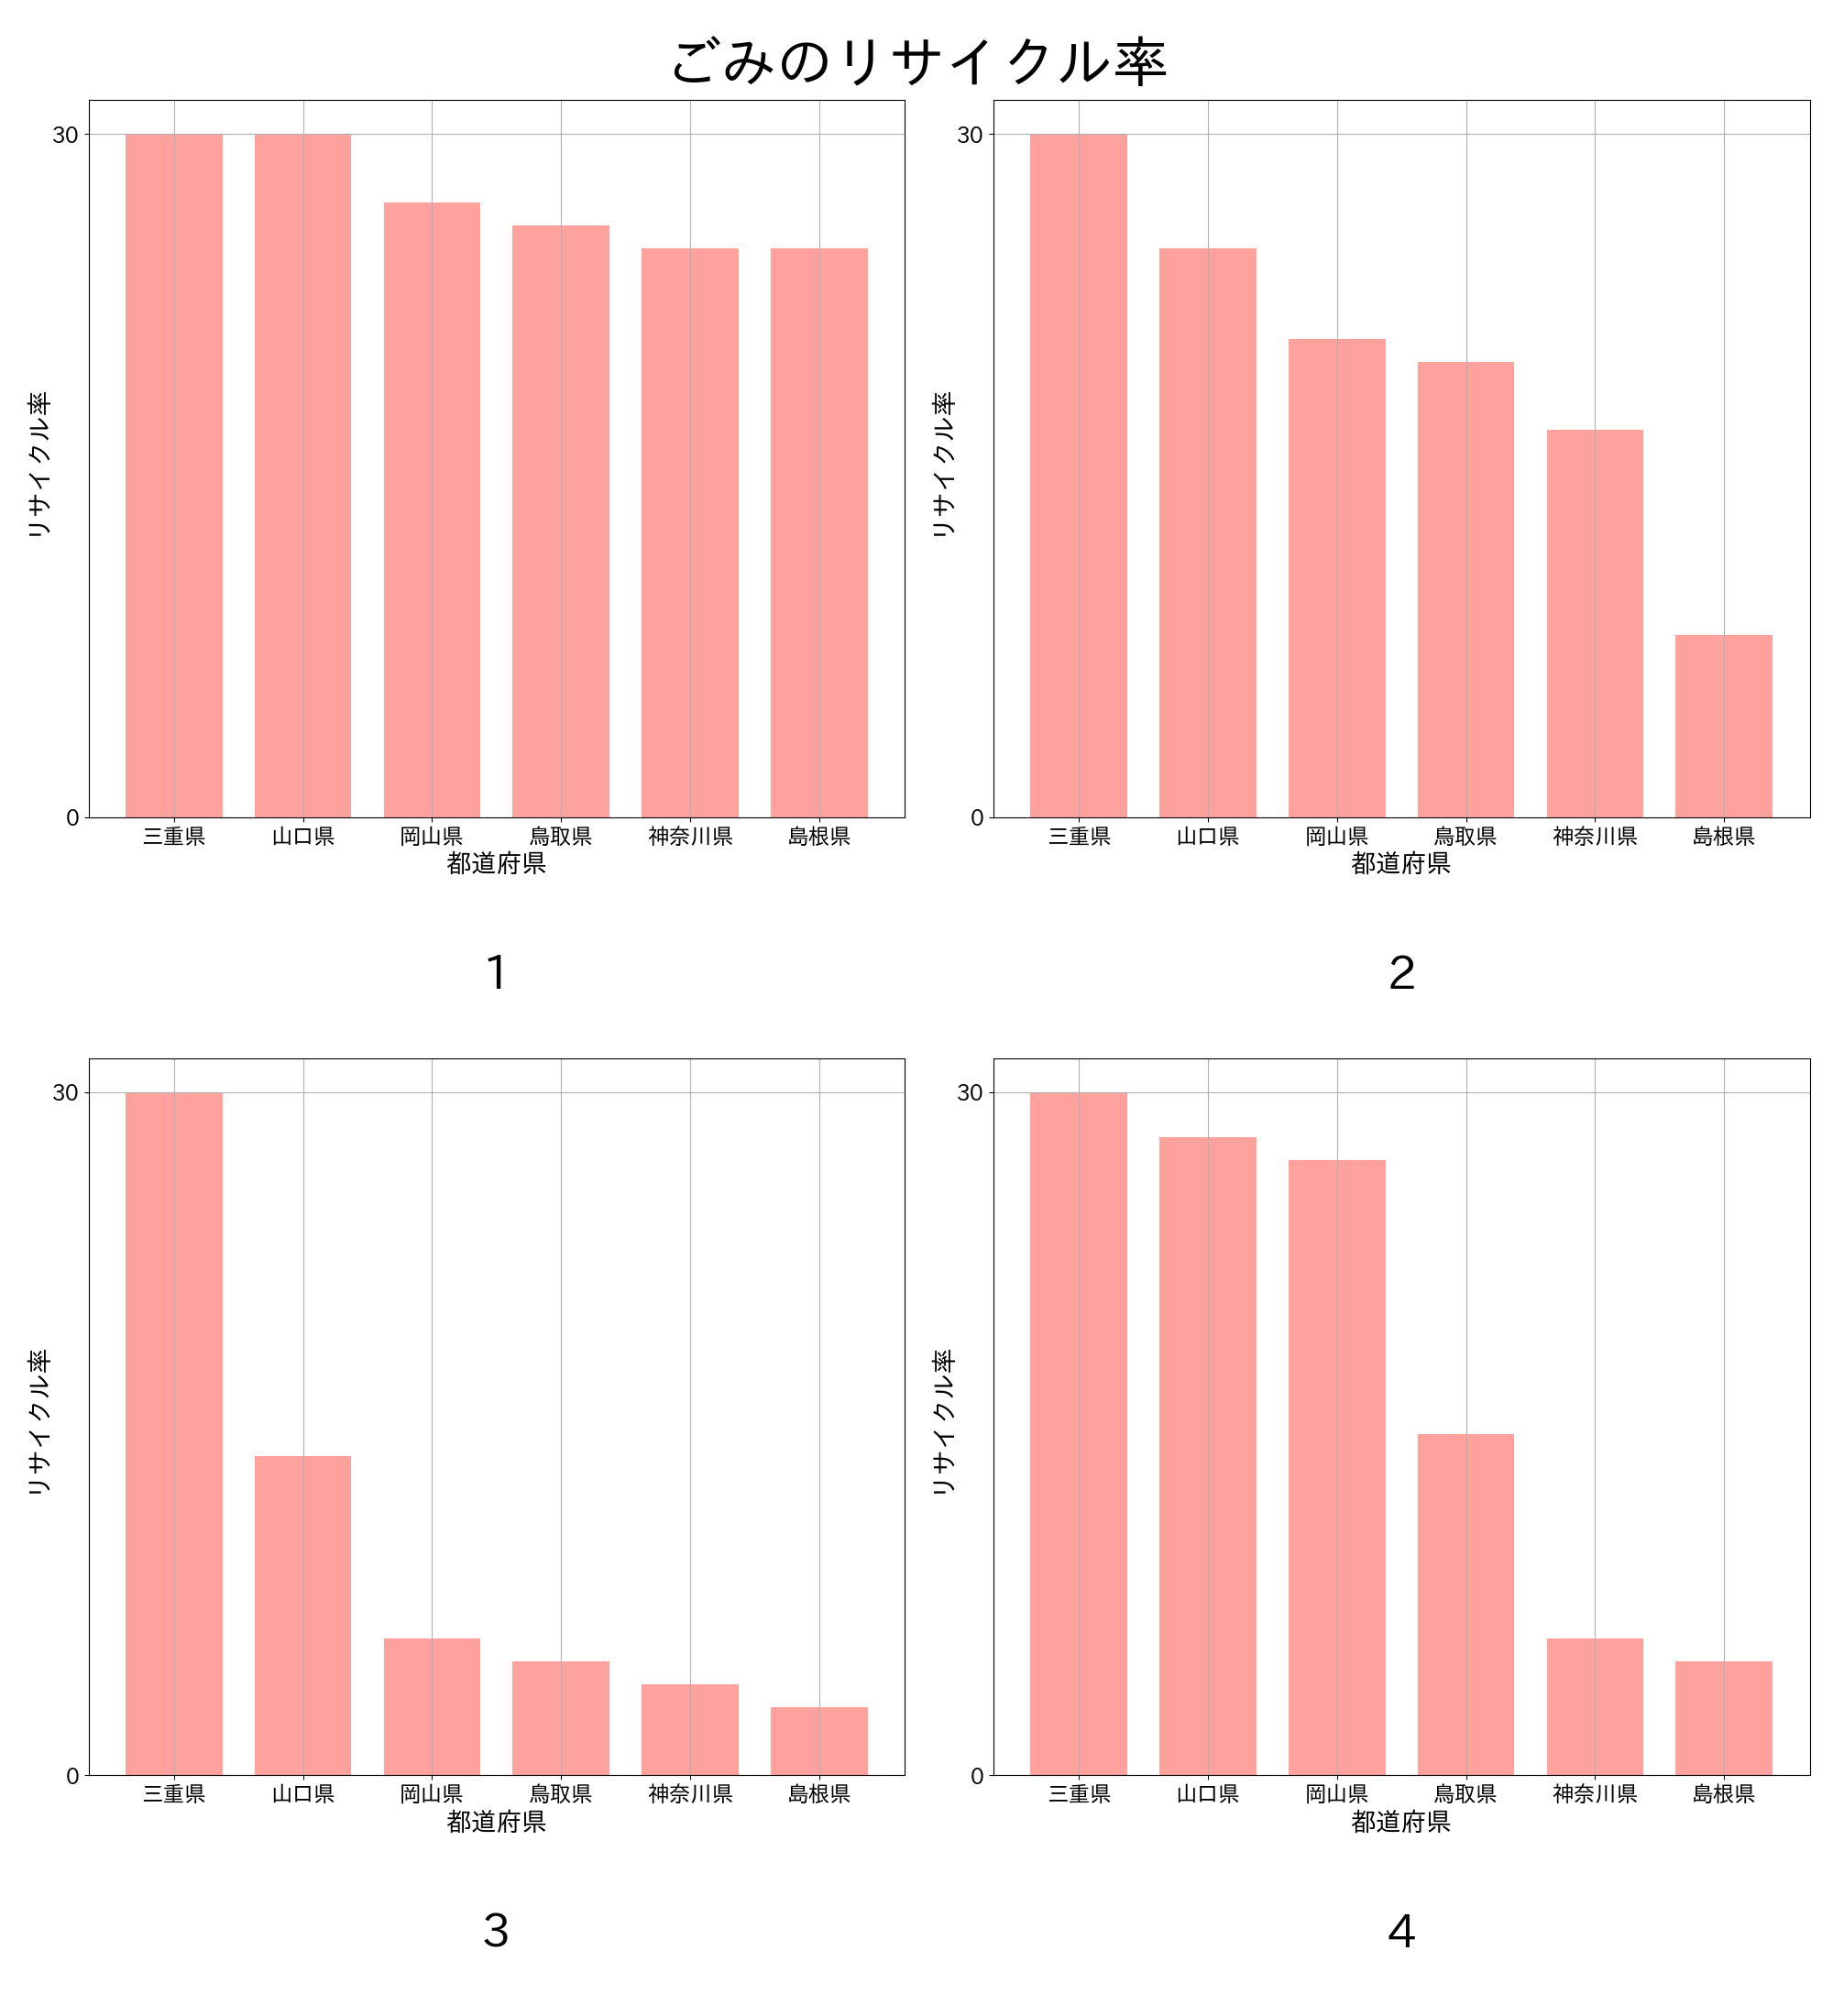 ごみのリサイクル率
30
0
リサイクル率
三重県 山口県 岡山県 鳥取県 神奈川県 島根県
都道府県
1
30
0
リサイクル率
三重県 山口県 岡山県 鳥取県 神奈川県 島根県
都道府県
2
30
0
リサイクル率
三重県 山口県 岡山県 鳥取県 神奈川県 島根県
都道府県
3
30
0
リサイクル率
三重県 山口県 岡山県 鳥取県 神奈川県 島根県
都道府県
4